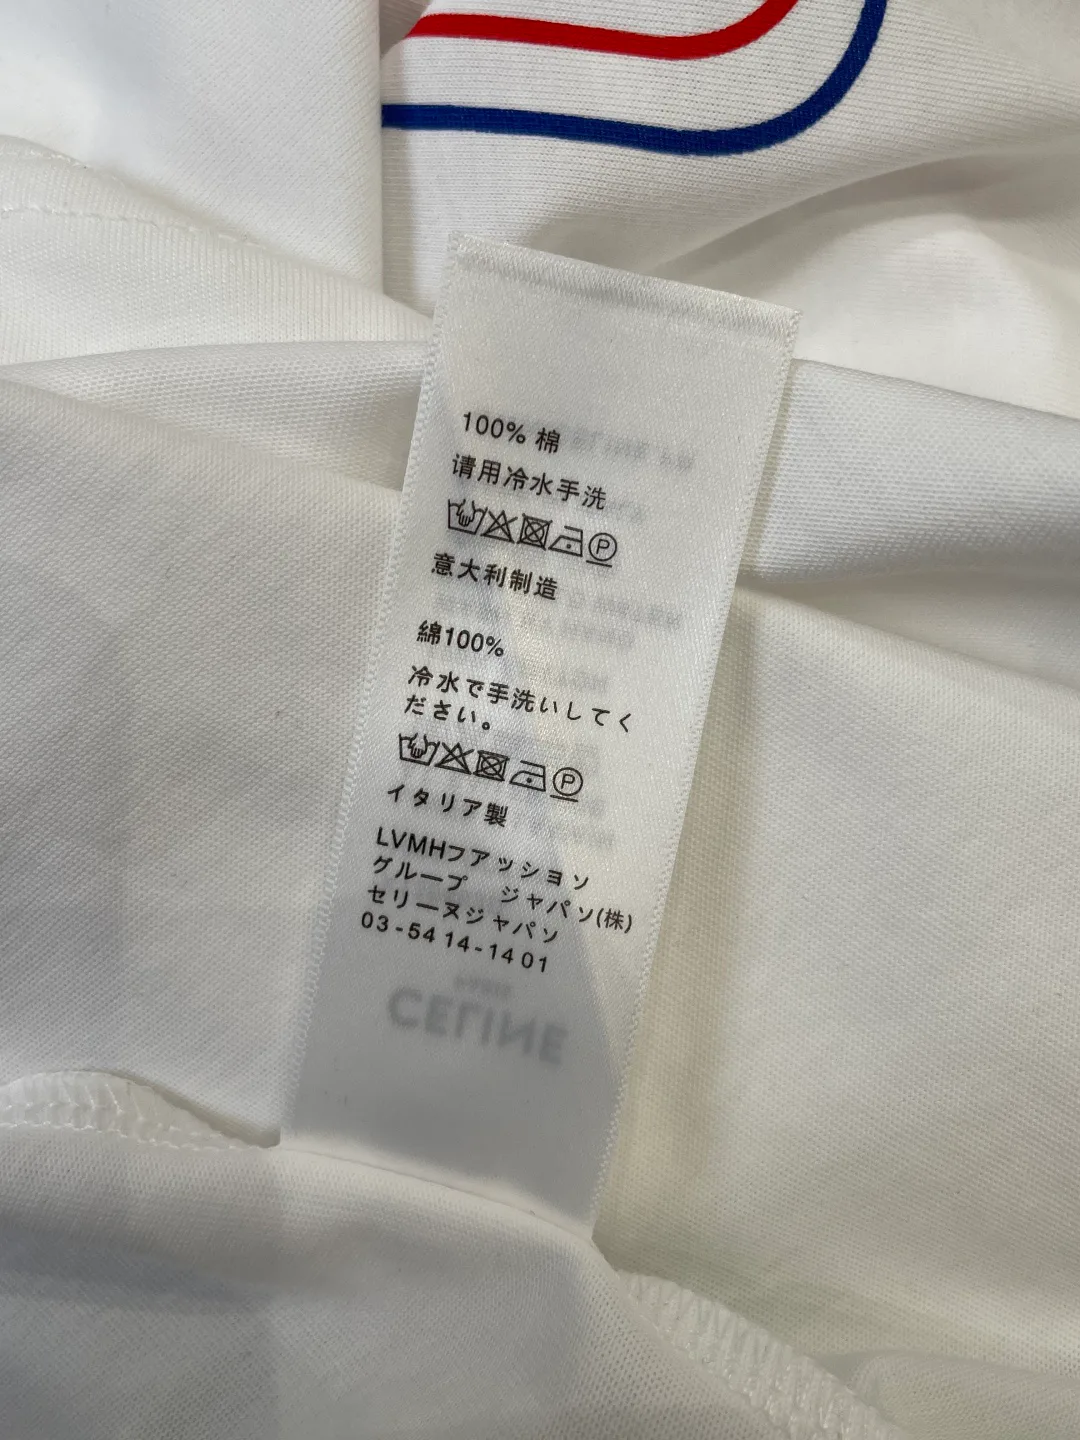 100% 棉
请用冷水手洗
P
意大利制造
綿100%
冷水で手洗いしてく
ださい。
P
イタリア製
LVMHファッション
グループ ジャパン(株)
セリーヌジャパン
03-5414-1401
CELINE
PARIS